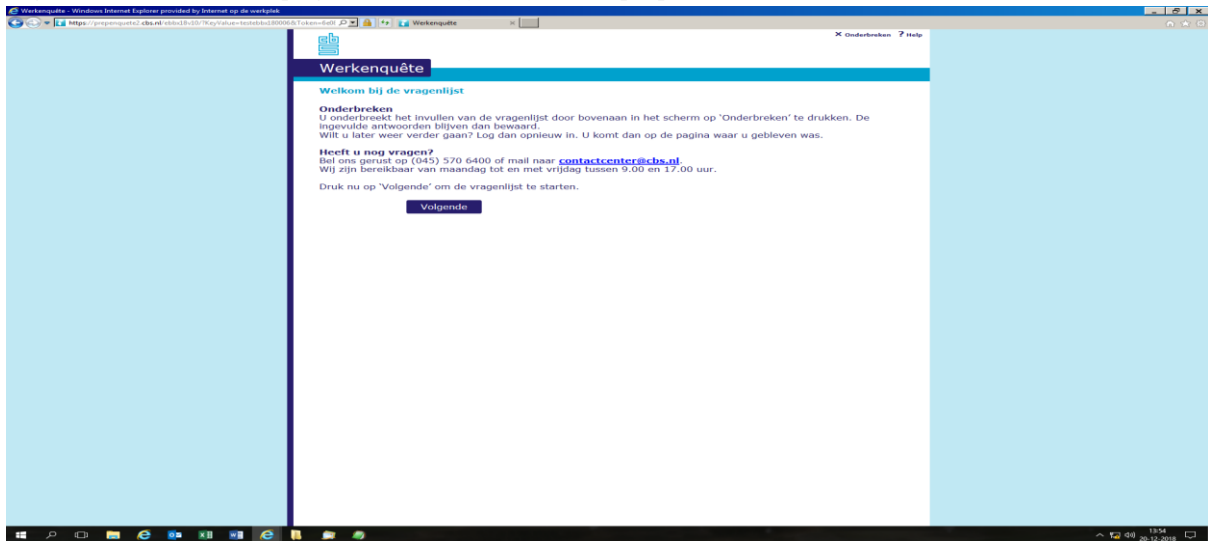 Werkenquête - Windows Internet Explorer provided by Internet op de werkplek
Werkenquête
cbs
X Onderbreken ? Help
Werkenquête
Welkom bij de vragenlijst
Onderbreken
U onderbreekt het invullen van de vragenlijst door bovenaan in het scherm op 'Onderbreken' te drukken. De
ingevulde antwoorden blijven dan bewaard.
Wilt u later weer verder gaan? Log dan opnieuw in. U komt dan op de pagina waar u gebleven was.
Heeft u nog vragen?
Bel ons gerust op (045) 570 6400 of mail naar contactcenter@cbs.nl.
Wij zijn bereikbaar van maandag tot en met vrijdag tussen 9.00 en 17.00 uur.
Druk nu op 'Volgende' om de vragenlijst te starten.
Volgende
13:54
20-12-2018